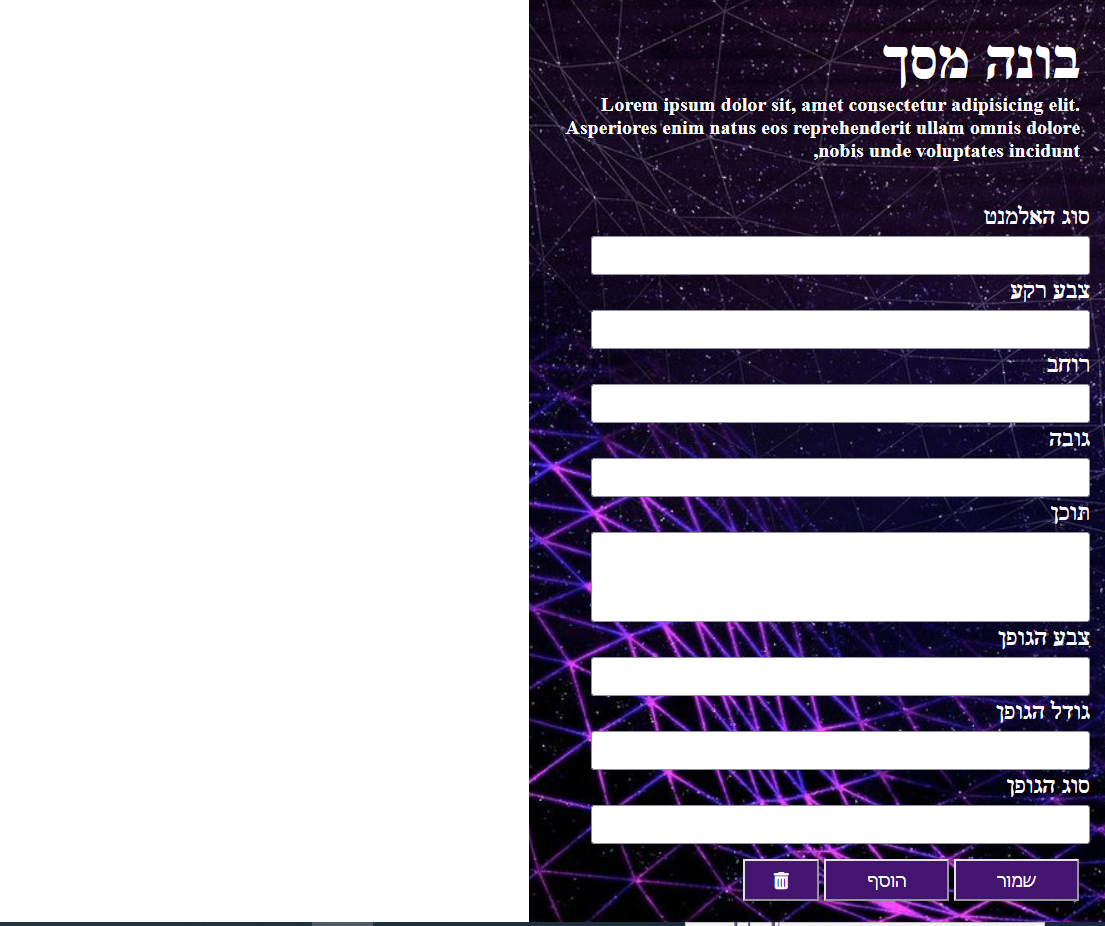 בונה מסך
Lorem ipsum dolor sit, amet consectetur adipisicing elit.
Asperiores enim natus eos reprehenderit ullam omnis dolore
,nobis unde voluptates incidunt
סוג האלמנט
צבע רקע
רוחב
גובה
תוכן
צבע הגופן
גודל הגופן
סוג הגופן
שמור
הוסף